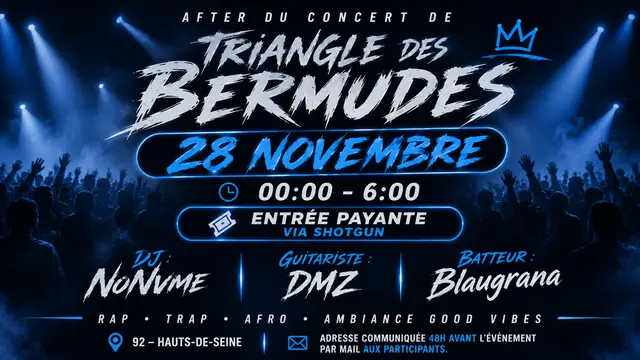 AFTER DU CONCERT DE
TRIANGLE DES
BERMUDES
28 NOVEMBRE
00:00 – 6:00
ENTRÉE PAYANTE
VIA SHOTGUN
DJ :
NoNvme
GUITARISTE :
DMZ
BATTEUR :
Blaugrana
RAP • TRAP • AFRO • AMBIANCE GOOD VIBES
92 – HAUTS-DE-SEINE
ADRESSE COMMUNIQUÉE 48H AVANT L'ÉVÉNEMENT
PAR MAIL AUX PARTICIPANTS.